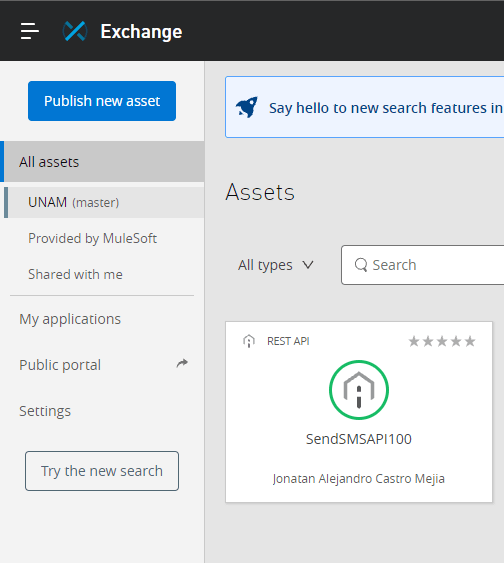 Exchange
Publish new asset
All assets
UNAM (master)
Provided by MuleSoft
Shared with me
My applications
Public portal
Settings
Try the new search
Say hello to new search features in
Assets
All types
Search
REST API
SendSMSAPI100
Jonatan Alejandro Castro Mejia